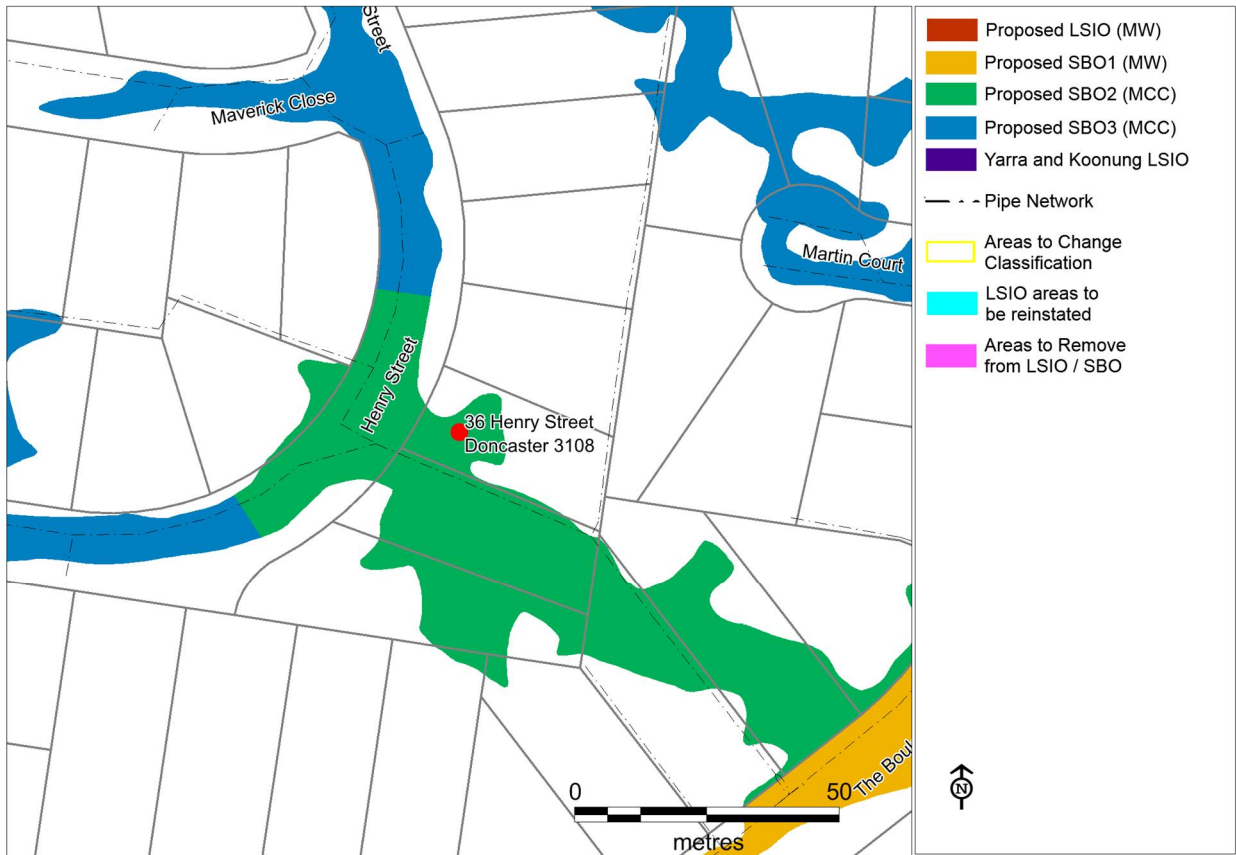 Street
Maverick Close
Martin Court
Henry Street
36 Henry Street
Doncaster 3108
The Boul
0 50
metres
Proposed LSIO (MW)
Proposed SBO1 (MW)
Proposed SBO2 (MCC)
Proposed SBO3 (MCC)
Yarra and Koonung LSIO
Pipe Network
Areas to Change
Classification
LSIO areas to
be reinstated
Areas to Remove
from LSIO / SBO
N